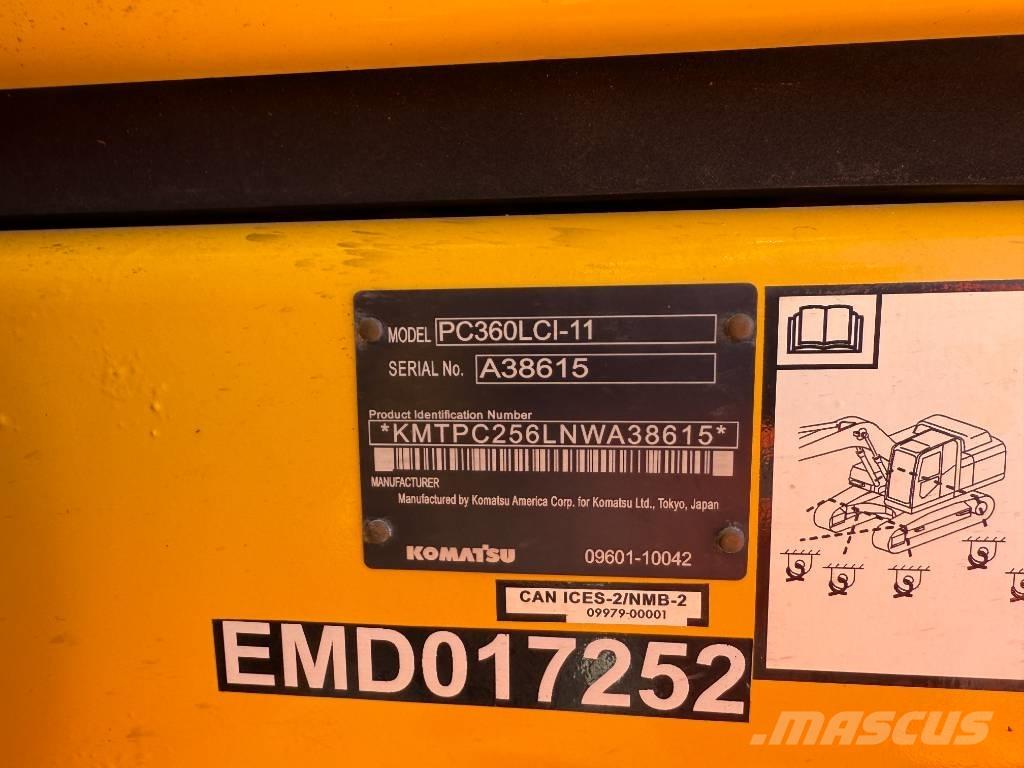 MODEL PC360LCI-11
SERIAL No. A38615
Product Identification Number
*KMTPC256LNWA38615*
MANUFACTURER
Manufactured by Komatsu America Corp. for Komatsu Ltd., Tokyo, Japan
KOMATSU 09601-10042
CAN ICES-2/NMB-2
09979-00001
EMD017252
MASCUS